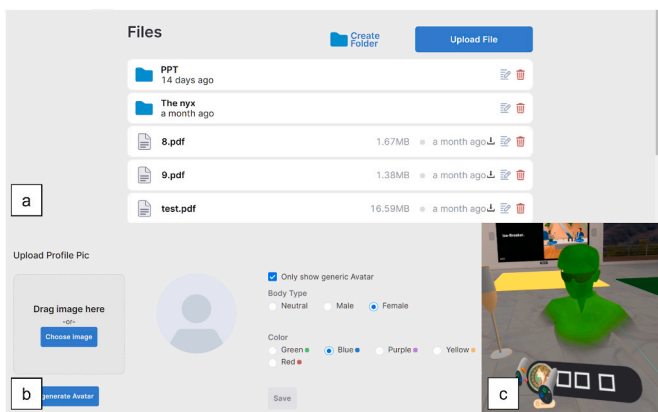 Files
Create
Folder
Upload File
PPT
14 days ago
The nyx
a month ago
8.pdf 1.67MB a month ago
9.pdf 1.38MB a month ago
test.pdf 16.59MB a month ago
a
Upload Profile Pic
Drag image here
-or-
Choose image
generate Avatar
b
Only show generic Avatar
Body Type
Neutral Male Female
Color
Green Blue Purple Yellow
Red
Save
Ice Breaker.
c